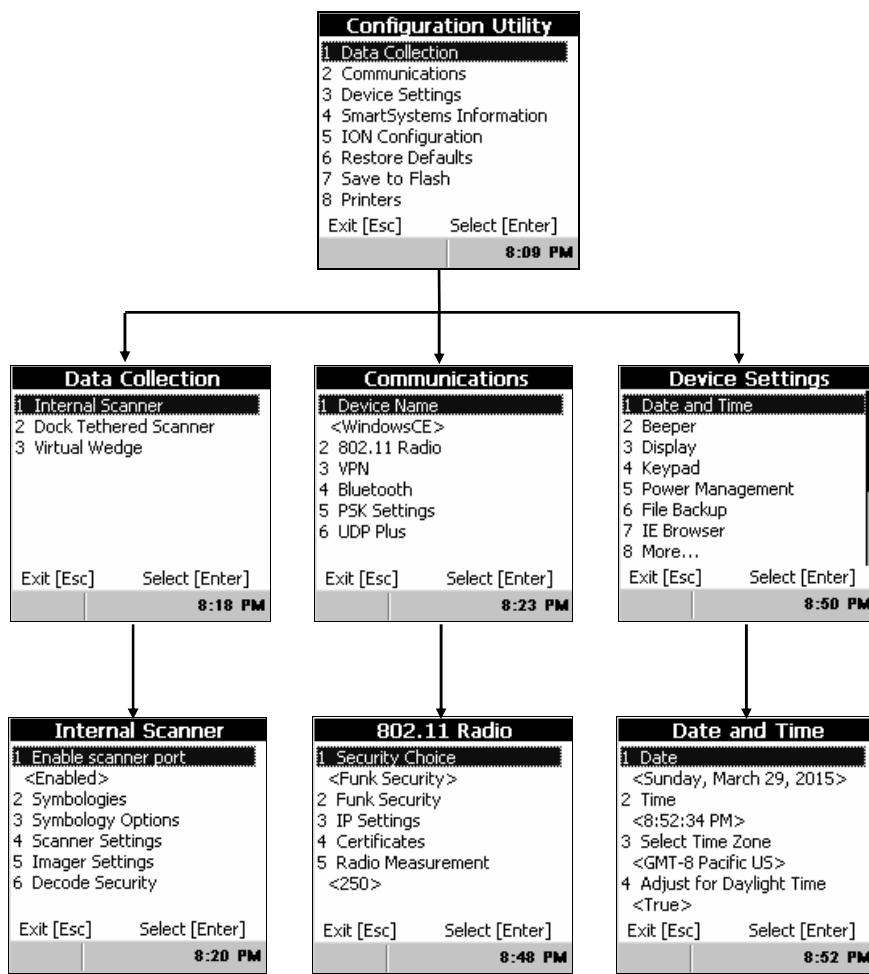 Configuration Utility
1 Data Collection
2 Communications
3 Device Settings
4 SmartSystems Information
5 ION Configuration
6 Restore Defaults
7 Save to Flash
8 Printers
Exit [Esc] Select [Enter]
8:09 PM
Data Collection
1 Internal Scanner
2 Dock Tethered Scanner
3 Virtual Wedge
Exit [Esc] Select [Enter]
8:18 PM
Communications
1 Device Name
<WindowsCE>
2 802.11 Radio
3 VPN
4 Bluetooth
5 PSK Settings
6 UDP Plus
Exit [Esc] Select [Enter]
8:23 PM
Device Settings
1 Date and Time
2 Beeper
3 Display
4 Keypad
5 Power Management
6 File Backup
7 IE Browser
8 More...
Exit [Esc] Select [Enter]
8:50 PM
Internal Scanner
1 Enable scanner port
<Enabled>
2 Symbologies
3 Symbology Options
4 Scanner Settings
5 Imager Settings
6 Decode Security
Exit [Esc] Select [Enter]
8:20 PM
802.11 Radio
1 Security Choice
<Funk Security>
2 Funk Security
3 IP Settings
4 Certificates
5 Radio Measurement
<250>
Exit [Esc] Select [Enter]
8:48 PM
Date and Time
1 Date
<Sunday, March 29, 2015>
2 Time
<8:52:34 PM>
3 Select Time Zone
<GMT-8 Pacific US>
4 Adjust for Daylight Time
<True>
Exit [Esc] Select [Enter]
8:52 PM